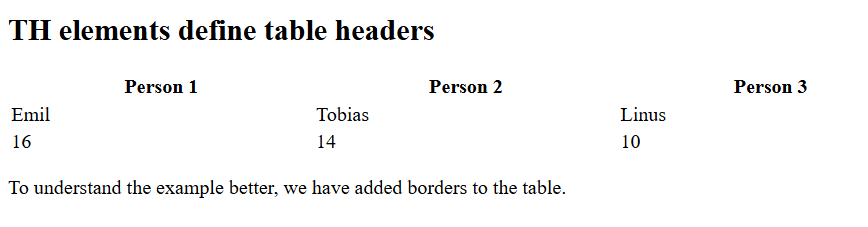 TH elements define table headers
Person 1 Person 2 Person 3
Emil Tobias Linus
16 14 10
To understand the example better, we have added borders to the table.